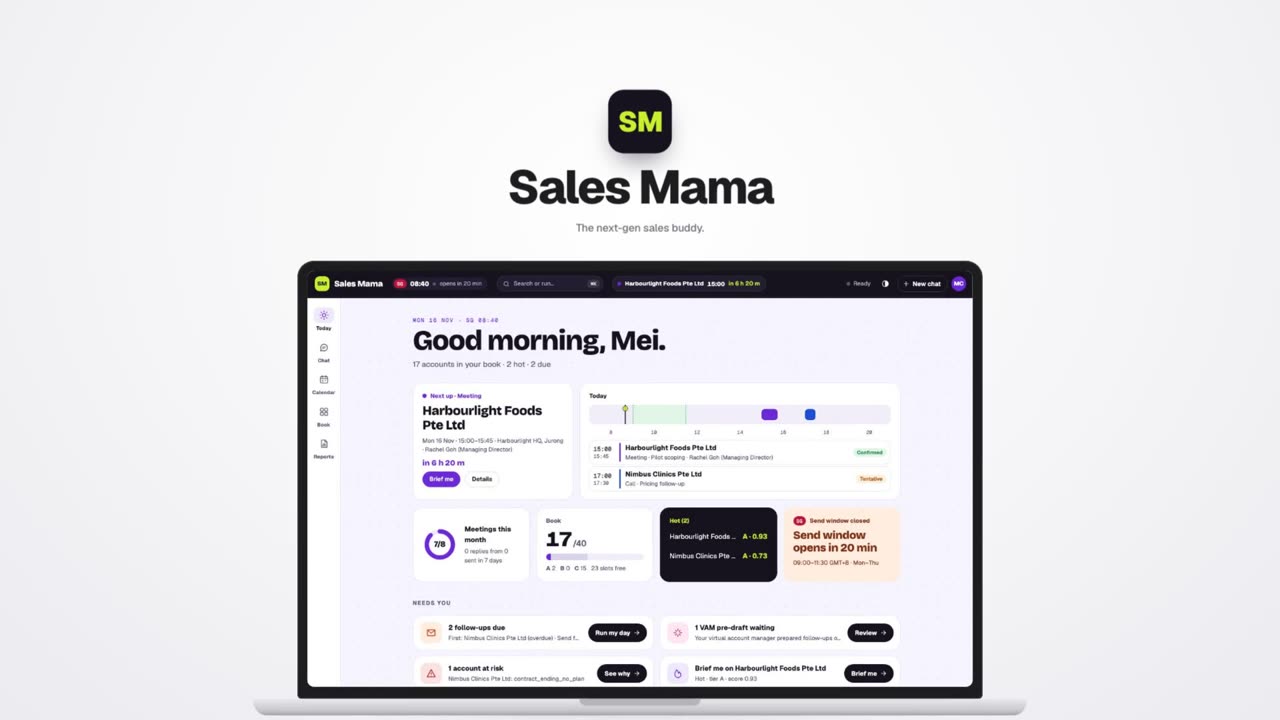 SM
Sales Mama
The next-gen sales buddy.
SM Sales Mama SG 08:40 opens in 20 min Search or run... Harbourlight Foods Pte Ltd 15:00 in 6 h 20 m Ready + New chat MC
Today
Chat
Calendar
Book
Reports
MON 16 NOV · SG 08:40
Good morning, Mei.
17 accounts in your book · 2 hot · 2 due
Next up · Meeting
Harbourlight Foods
Pte Ltd
Mon 16 Nov · 15:00–15:45 · Harbourlight HQ, Jurong
· Rachel Goh (Managing Director)
in 6 h 20 m
Brief me Details
Today
8 10 12 14 16 18 20
15:00 Harbourlight Foods Pte Ltd
15:45 Meeting · Pilot scoping · Rachel Goh (Managing Director)
Confirmed
17:00 Nimbus Clinics Pte Ltd
17:30 Call · Pricing follow-up
Tentative
7/8
Meetings this
month
0 replies from 0
sent in 7 days
Book
17/40
A 2 B 0 C 15 23 slots free
Hot (2)
Harbourlight Foods ... A · 0.93
Nimbus Clinics Pte ... A · 0.73
SG Send window closed
Send window
opens in 20 min
09:00–11:30 GMT+8 · Mon–Thu
NEEDS YOU
2 follow-ups due
First: Nimbus Clinics Pte Ltd (overdue) · Send f...
Run my day →
1 VAM pre-draft waiting
Your virtual account manager prepared follow-ups o...
Review →
1 account at risk
Nimbus Clinics Pte Ltd: contract_ending_no_plan
See why →
Brief me on Harbourlight Foods Pte Ltd
Hot · tier A · score 0.93
Brief me →